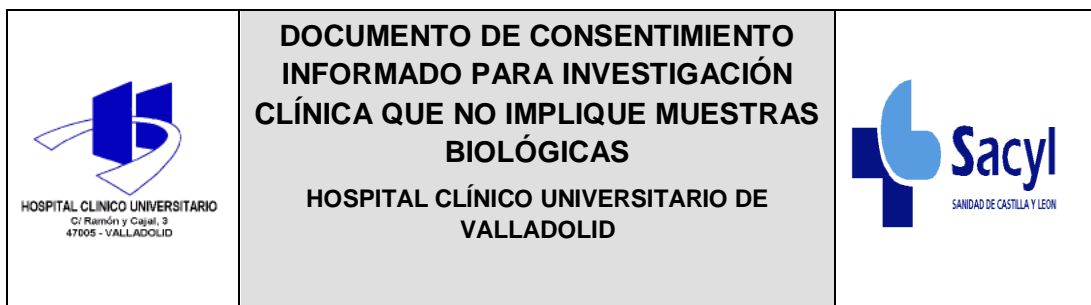 HOSPITAL CLINICO UNIVERSITARIO
C/ Ramón y Cajal, 3
47005 - VALLADOLID
DOCUMENTO DE CONSENTIMIENTO
INFORMADO PARA INVESTIGACIÓN
CLÍNICA QUE NO IMPLIQUE MUESTRAS
BIOLÓGICAS
HOSPITAL CLÍNICO UNIVERSITARIO DE
VALLADOLID
Sacyl
SANIDAD DE CASTILLA Y LEON